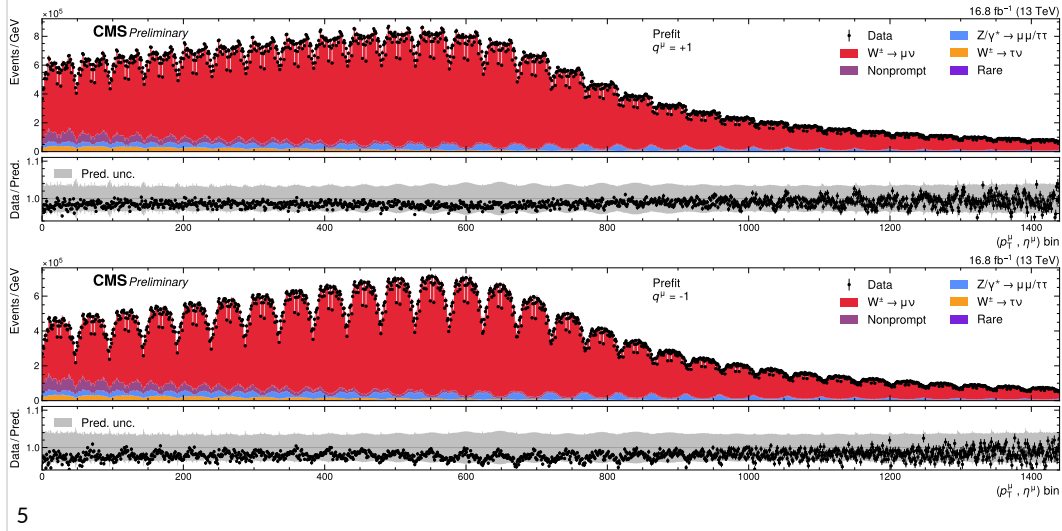 16.8 fb⁻¹ (13 TeV)
×10⁵
CMS Preliminary
Prefit
q^μ = +1
Data
W± → μν
Nonprompt
Z/γ* → μμ/ττ
W± → τν
Rare
Events/GeV
8
6
4
2
0
Data/Pred.
1.1
1.0
Pred. unc.
0 200 400 600 800 1000 1200 1400
(p_T^μ , η^μ) bin
16.8 fb⁻¹ (13 TeV)
×10⁵
CMS Preliminary
Prefit
q^μ = -1
Data
W± → μν
Nonprompt
Z/γ* → μμ/ττ
W± → τν
Rare
Events/GeV
6
4
2
0
Data/Pred.
1.1
1.0
Pred. unc.
0 200 400 600 800 1000 1200 1400
(p_T^μ , η^μ) bin
5